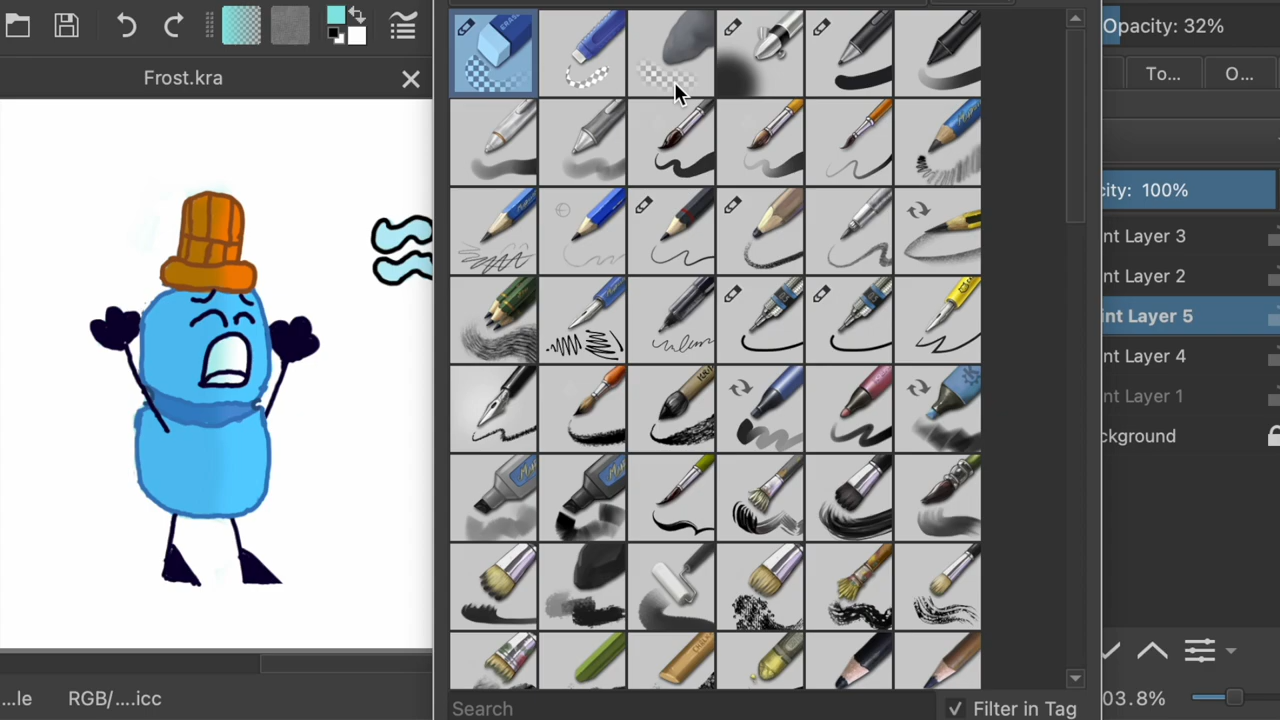 Opacity: 32%
Frost.kra
To...
O...
city: 100%
nt Layer 3
nt Layer 2
int Layer 5
nt Layer 4
nt Layer 1
ckground
...le
RGB/....icc
Search
Filter in Tag
03.8%